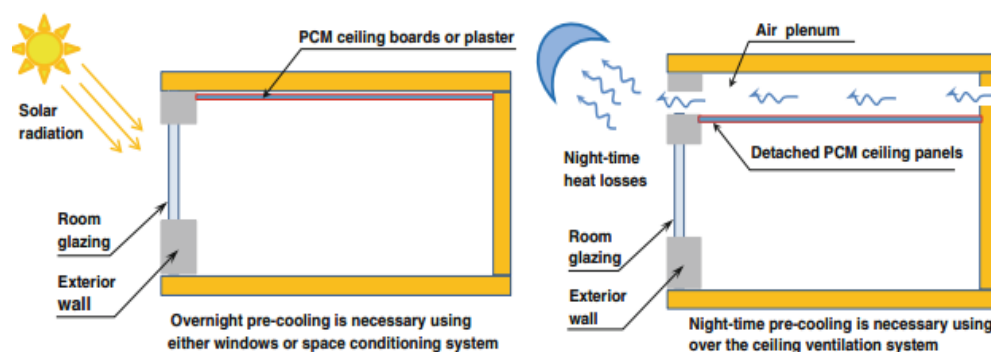 PCM ceiling boards or plaster
Solar
radiation
Room
glazing
Exterior
wall
Overnight pre-cooling is necessary using
either windows or space conditioning system
Air plenum
Night-time
heat losses
Detached PCM ceiling panels
Room
glazing
Exterior
wall
Night-time pre-cooling is necessary using
over the ceiling ventilation system